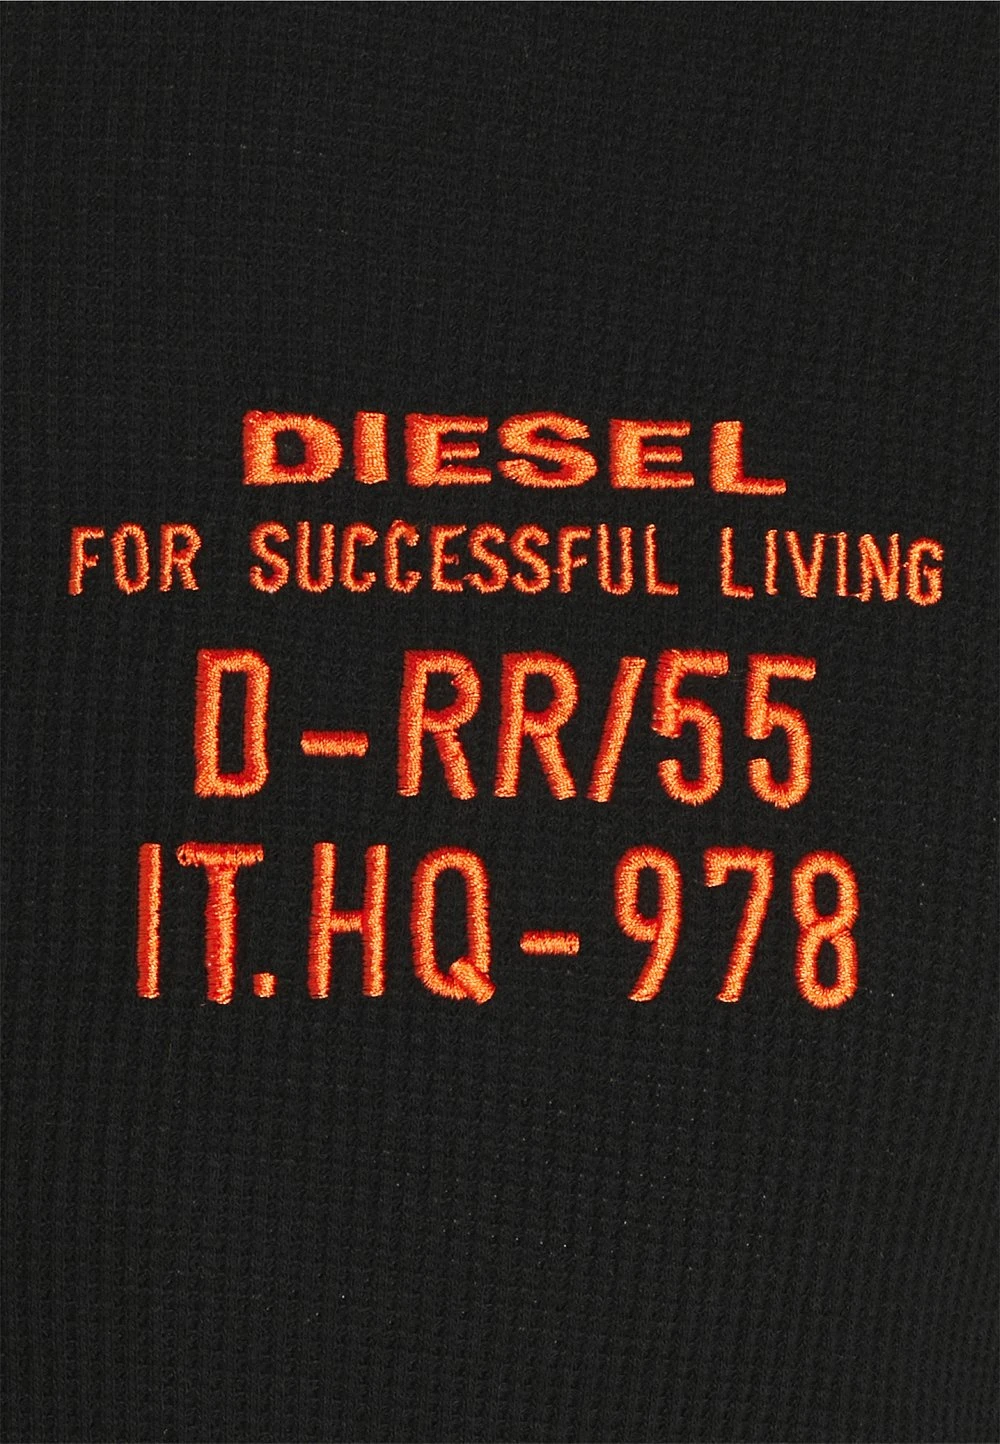 DIESEL
FOR SUCCESSFUL LIVING
D-RR/55
IT.HQ-978